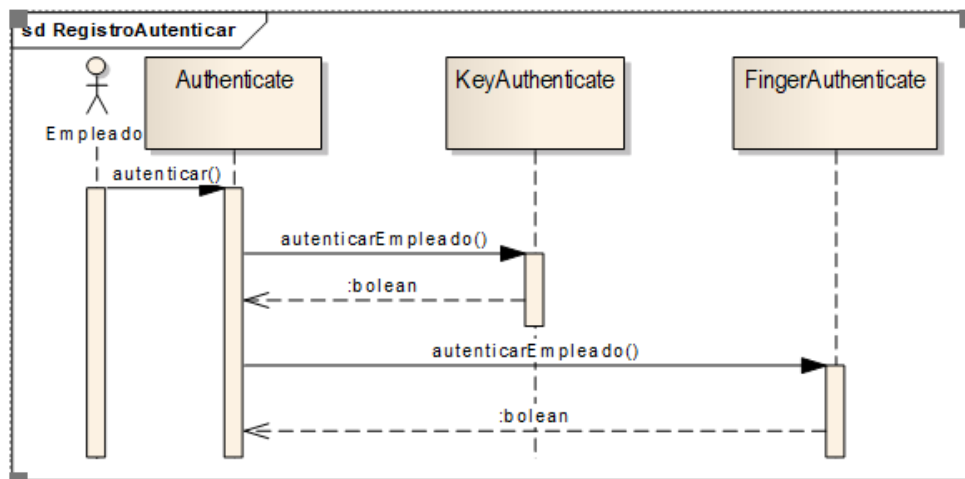 sd RegistroAutenticar
Authenticate
KeyAuthenticate
FingerAuthenticate
Empleado
autenticar()
autenticarEmpleado()
:bolean
autenticarEmpleado()
:bolean